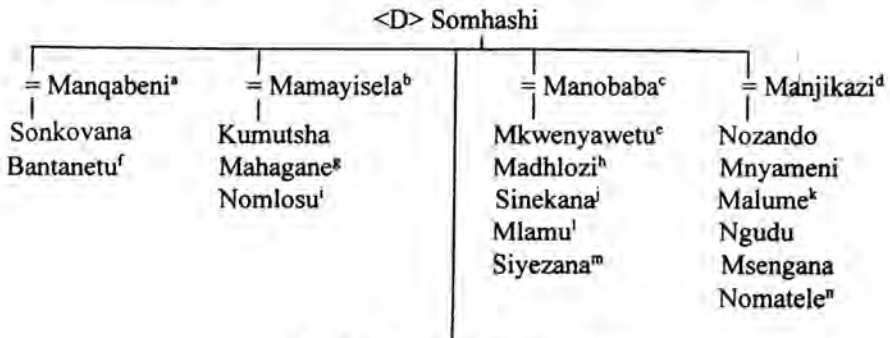 <D> Somhashi
= Manqabeniᵃ = Mamayiselaᵇ = Manobabaᶜ = Manjikaziᵈ
Sonkovana Kumutsha Mkwenyawetuᵉ Nozando
Bantanetuᶠ Mahaganeᵍ Madhloziʰ Mnyameni
Nomlosuⁱ Sinekanaʲ Malumeᵏ
Mlamuˡ Ngudu
Siyezanaᵐ Msengana
Nomateleⁿ